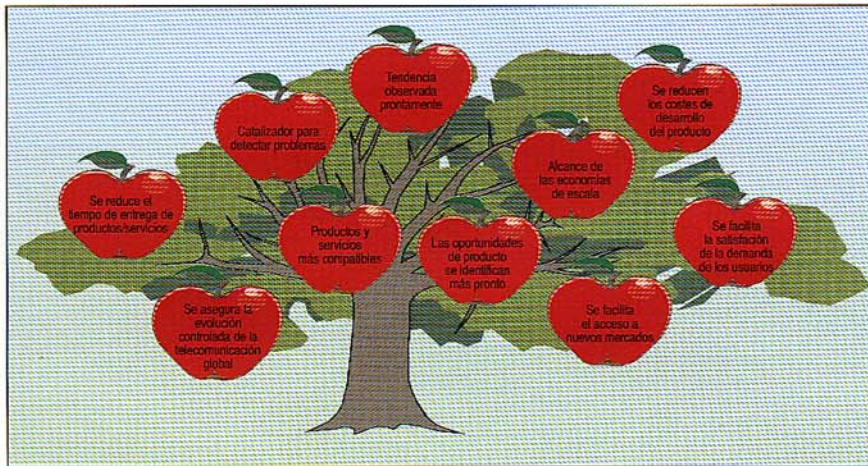 Tendencia
observada
prontamente
Se reducen
los costes de
desarrollo
del producto
Catalizador para
detectar problemas
Alcance de
las economías
de escala
Se reduce el
tiempo de entrega de
productos/servicios
Productos y
servicios
más compatibles
Las oportunidades
de producto
se identifican
más pronto
Se facilita
la satisfación
de la demanda
de los usuarios
Se asegura la
evolución
controlada de la
telecomunicación
global
Se facilita
el acceso a
nuevos mercados